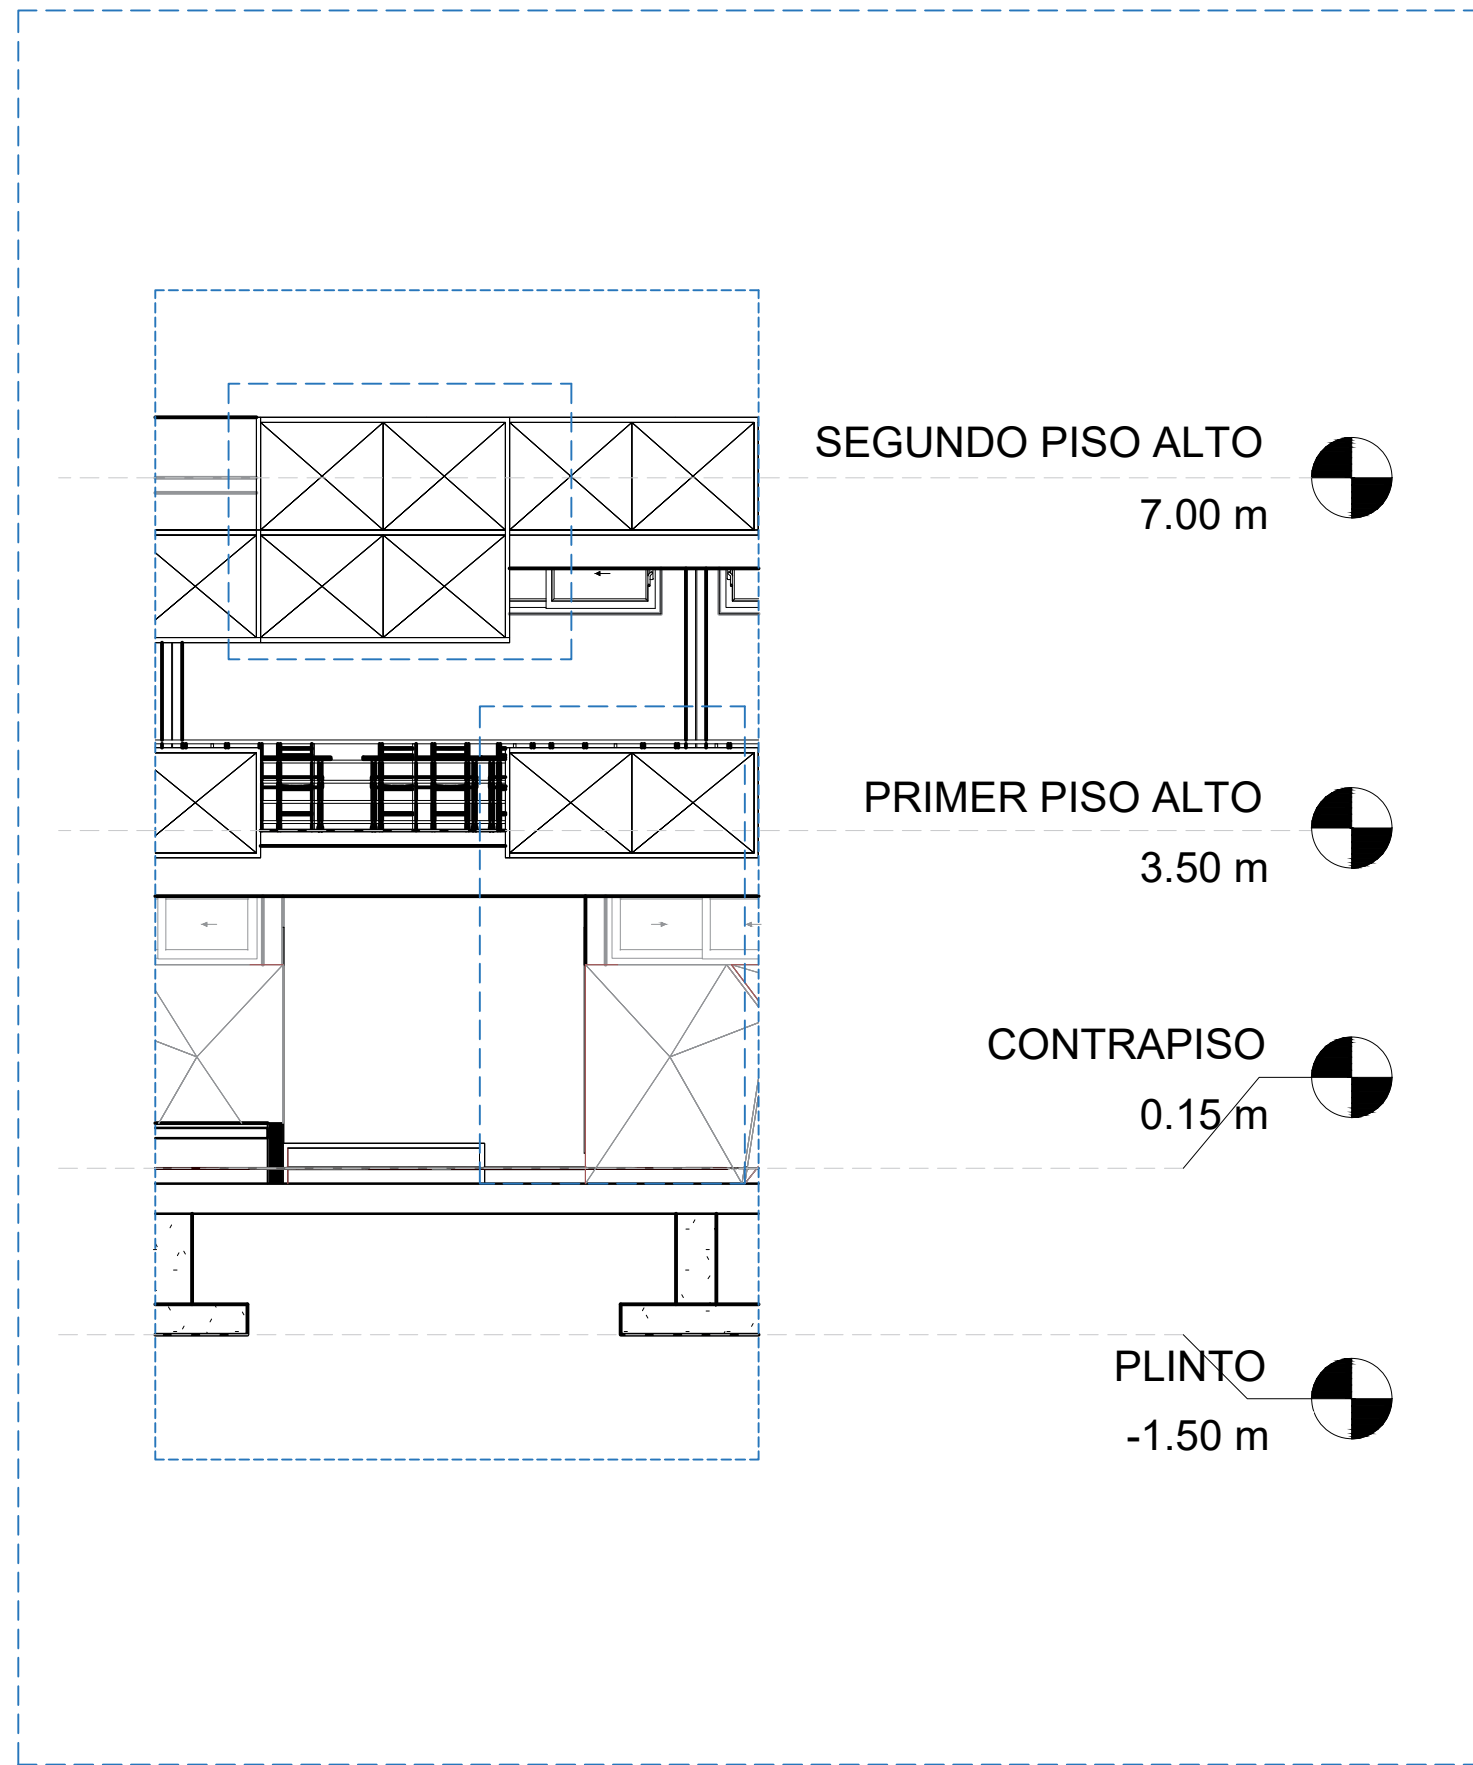 SEGUNDO PISO ALTO
7.00 m
PRIMER PISO ALTO
3.50 m
CONTRAPISO
0.15 m
PLINTO
-1.50 m